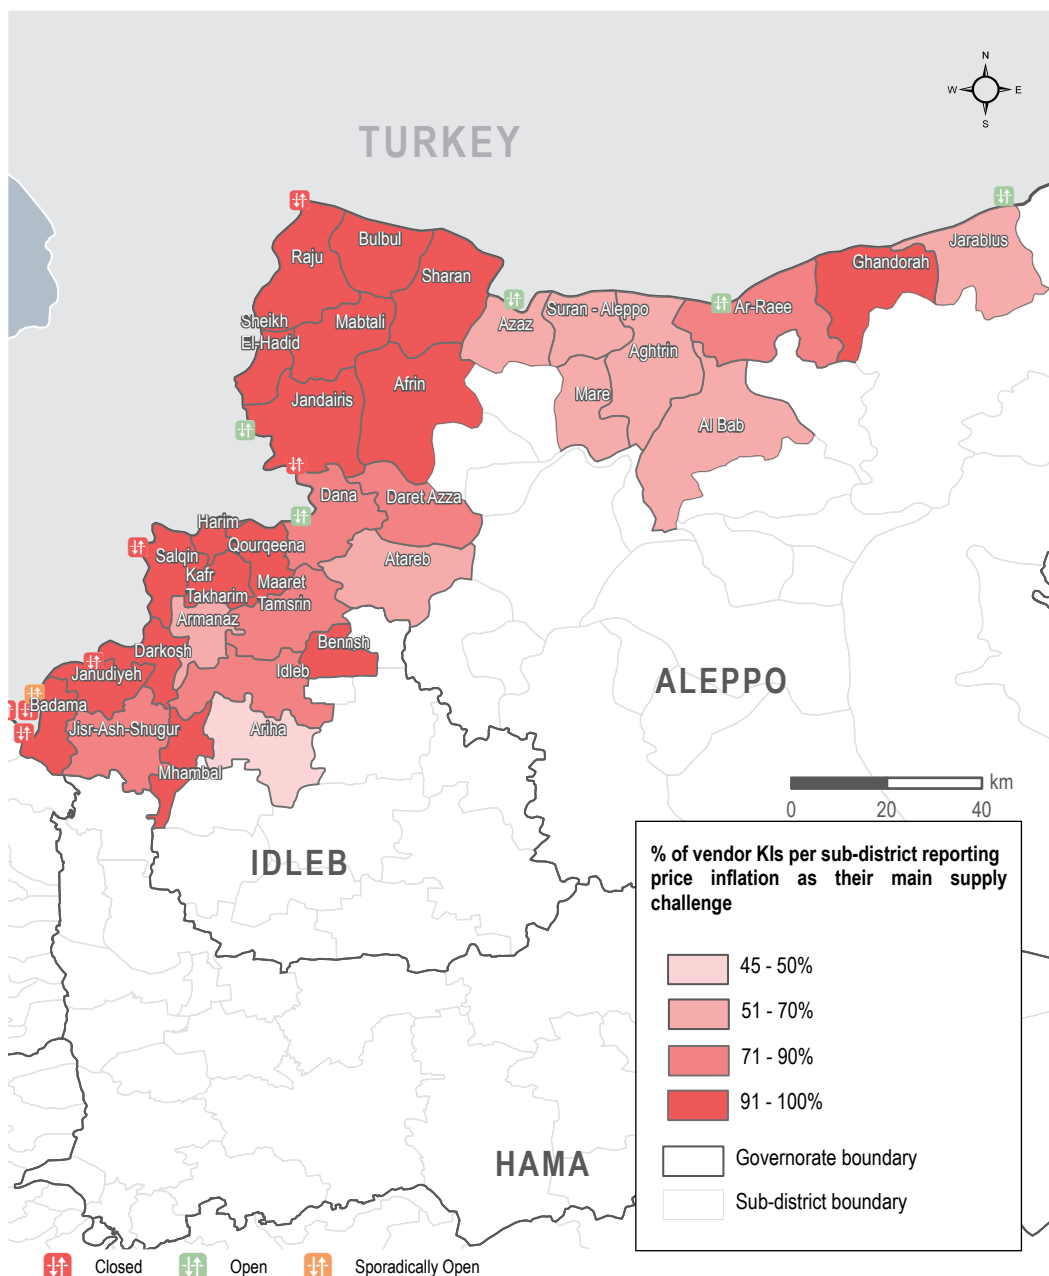 N
W E
S
TURKEY
Bulbul
Raju
Sharan
Jarablus
Ghandorah
Sheikh
El-Hadid
Mabtali
Azaz
Suran - Aleppo
Ar-Raee
Aghtrin
Afrin
Jandairis
Mare
Al Bab
Dana
Daret Azza
Harim
Qourqeena
Salqin
Atareb
Kafr
Takharim
Maaret
Tamsrin
Armanaz
Darkosh
Bennsh
Janudiyeh
Idleb
Badama
Jisr-Ash-Shugur
Ariha
Mhambal
ALEPPO
km
0 20 40
IDLEB
HAMA
% of vendor KIs per sub-district reporting
price inflation as their main supply
challenge
45 - 50%
51 - 70%
71 - 90%
91 - 100%
Governorate boundary
Sub-district boundary
Closed Open Sporadically Open